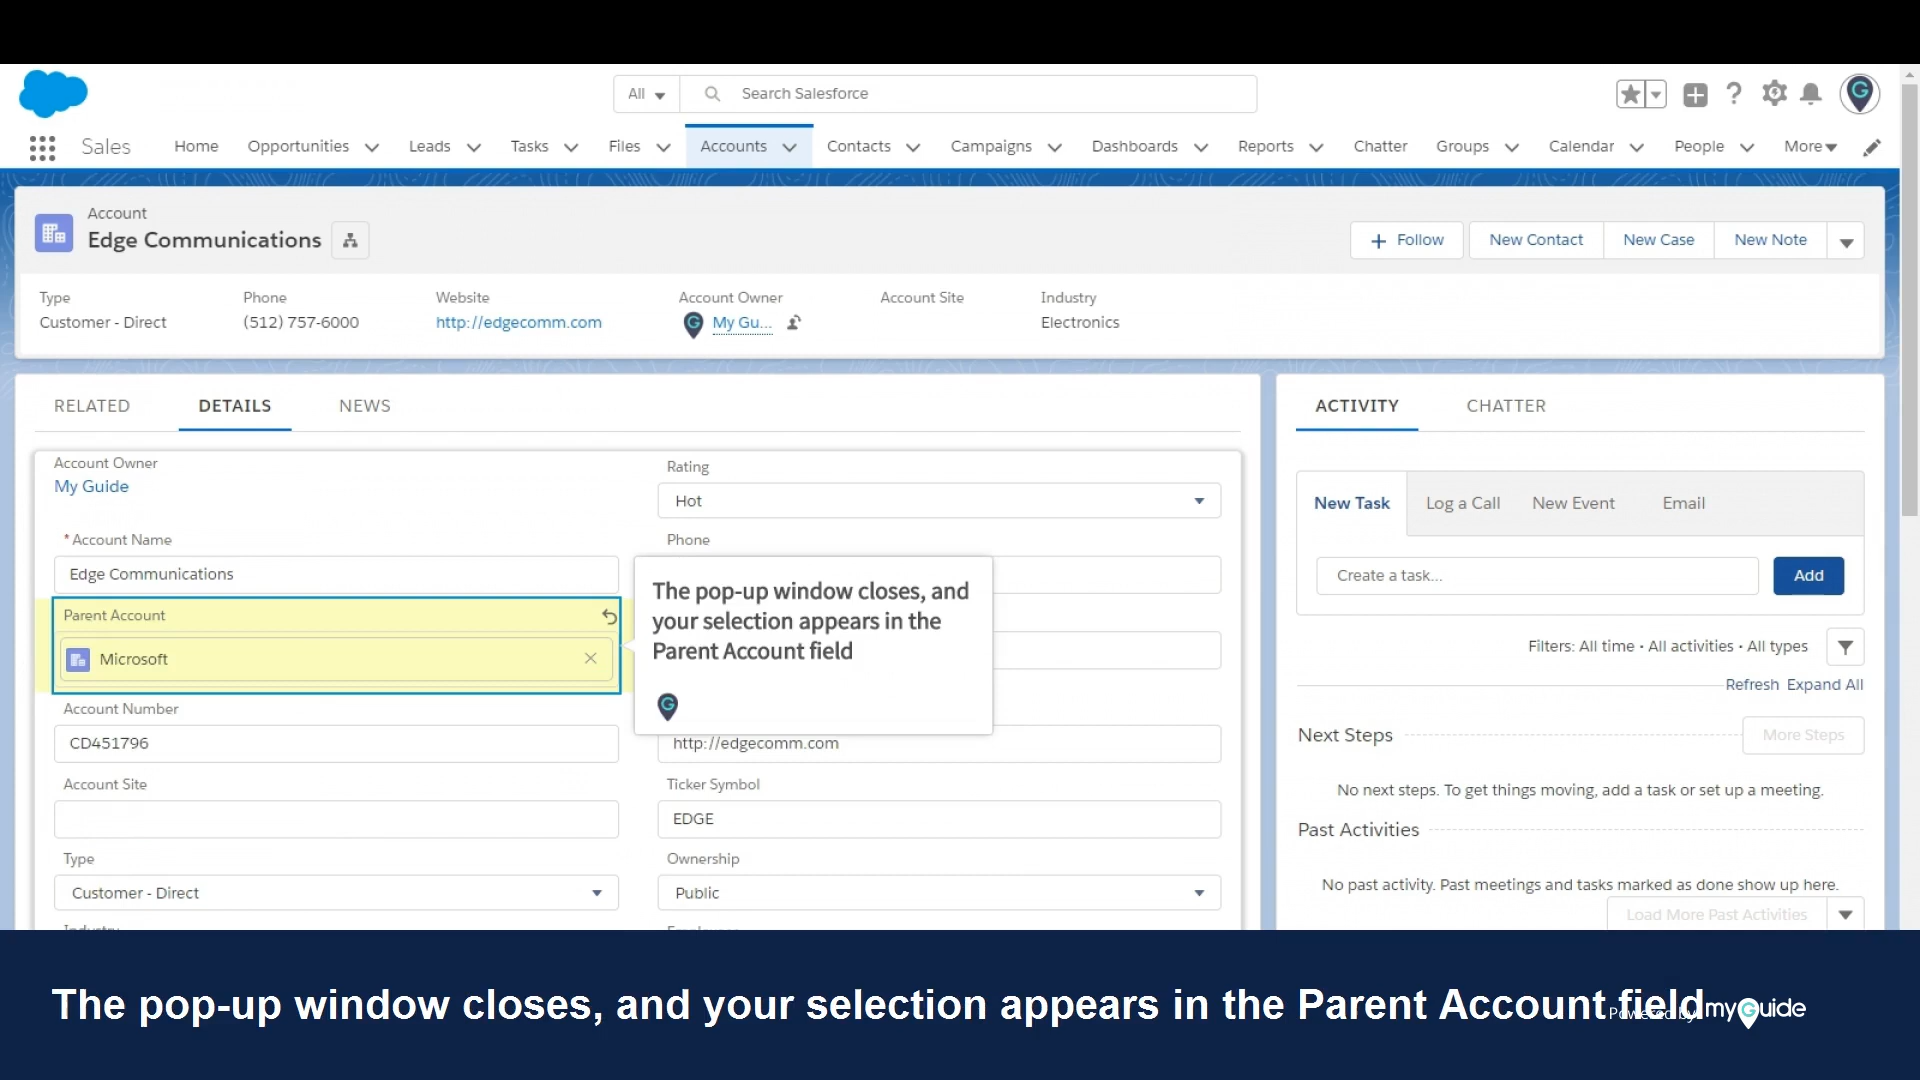 All
Search Salesforce
Sales
Home
Opportunities
Leads
Tasks
Files
Accounts
Contacts
Campaigns
Dashboards
Reports
Chatter
Groups
Calendar
People
More
Account
Edge Communications
Follow
New Contact
New Case
New Note
Type
Phone
Website
Account Owner
Account Site
Industry
Customer - Direct
(512) 757-6000
http://edgecomm.com
My Gu...
Electronics
RELATED
DETAILS
NEWS
Account Owner
My Guide
Rating
Hot
*Account Name
Edge Communications
Phone
Parent Account
Microsoft
The pop-up window closes, and
your selection appears in the
Parent Account field
Account Number
CD451796
http://edgecomm.com
Account Site
Ticker Symbol
EDGE
Type
Customer - Direct
Ownership
Public
Industry
ACTIVITY
CHATTER
New Task
Log a Call
New Event
Email
Create a task...
Add
Filters: All time • All activities • All types
Refresh Expand All
Next Steps
More Steps
No next steps. To get things moving, add a task or set up a meeting.
Past Activities
No past activity. Past meetings and tasks marked as done show up here.
Load More Past Activities
The pop-up window closes, and your selection appears in the Parent Account field
Powered by
myGuide